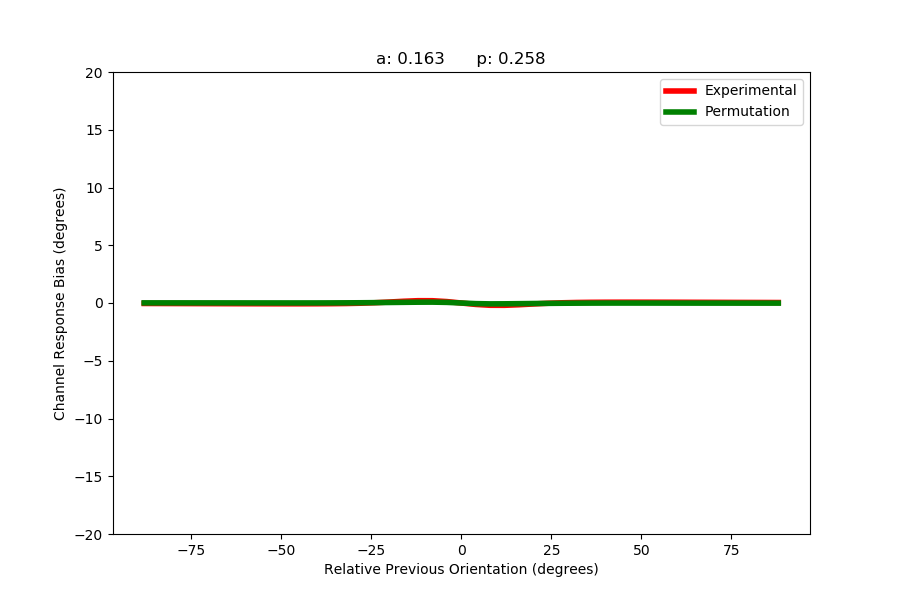 a: 0.163 p: 0.258
Experimental
Permutation
Channel Response Bias (degrees)
20
15
10
5
0
−5
−10
−15
−20
−75 −50 −25 0 25 50 75
Relative Previous Orientation (degrees)